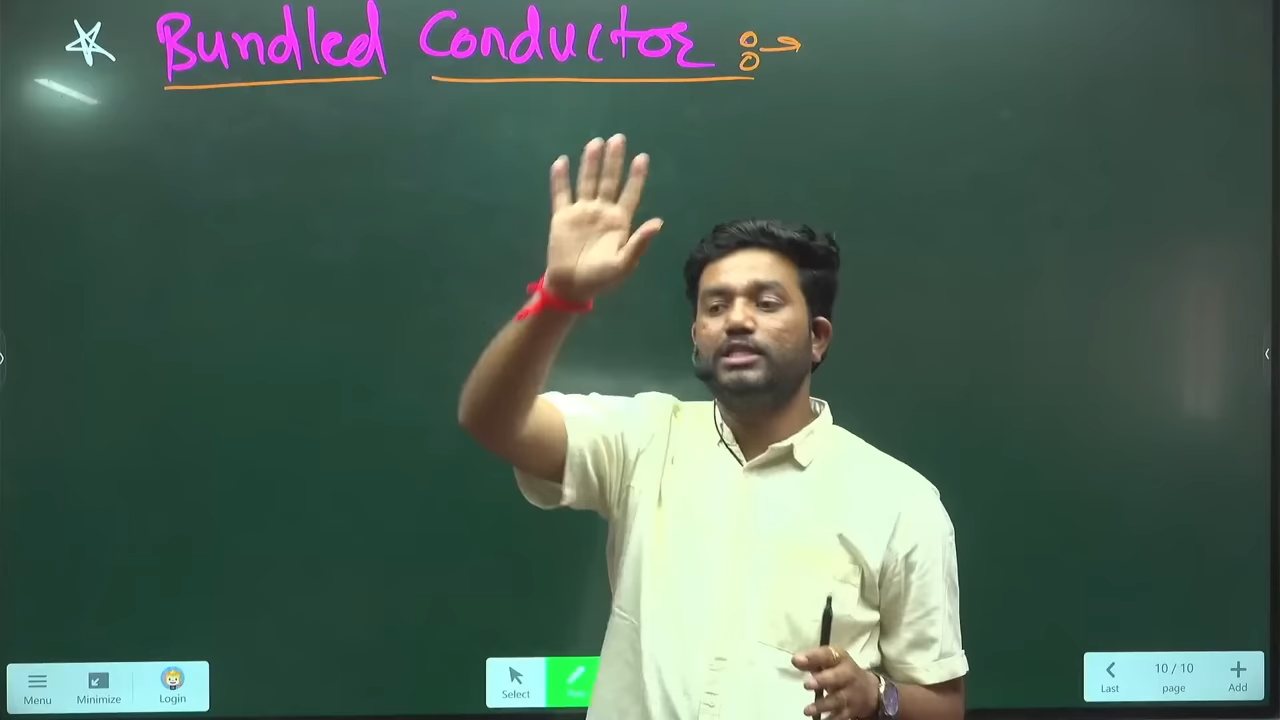 Bundled Conductor
Menu
Minimize
Login
Select
10 / 10
page
Last
Add